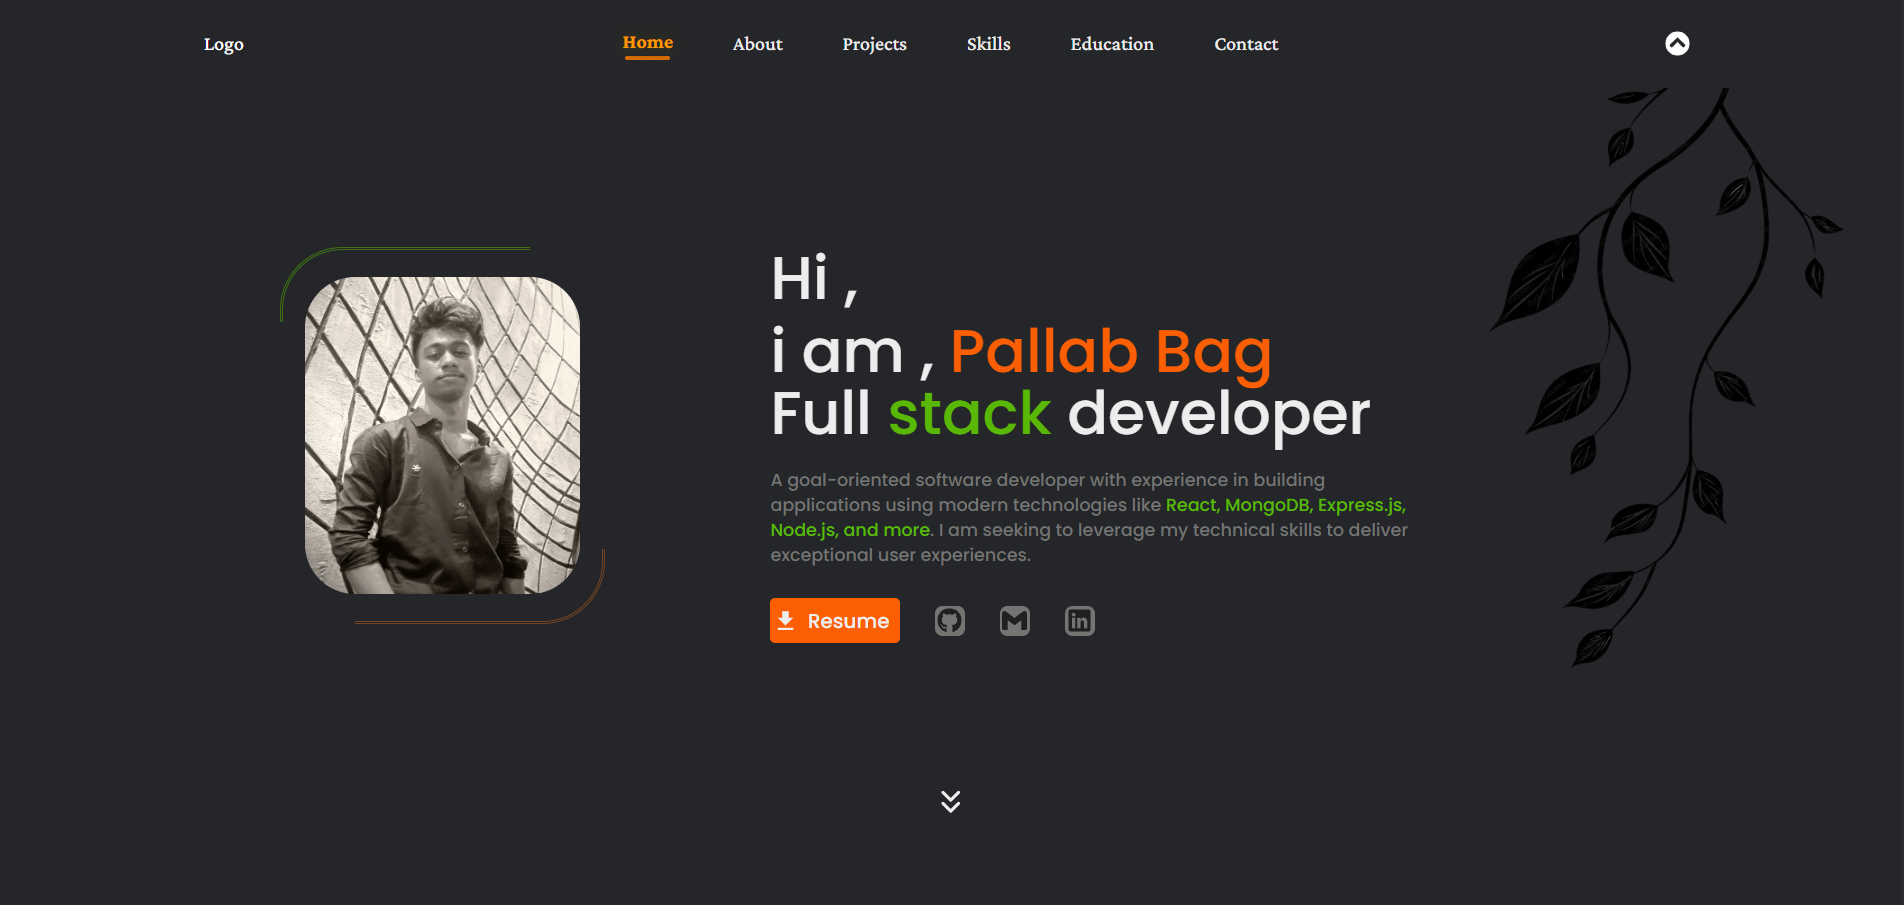 Logo
Home About Projects Skills Education Contact
Hi ,
i am , Pallab Bag
Full stack developer
A goal-oriented software developer with experience in building
applications using modern technologies like React, MongoDB, Express.js,
Node.js, and more. I am seeking to leverage my technical skills to deliver
exceptional user experiences.
Resume
in